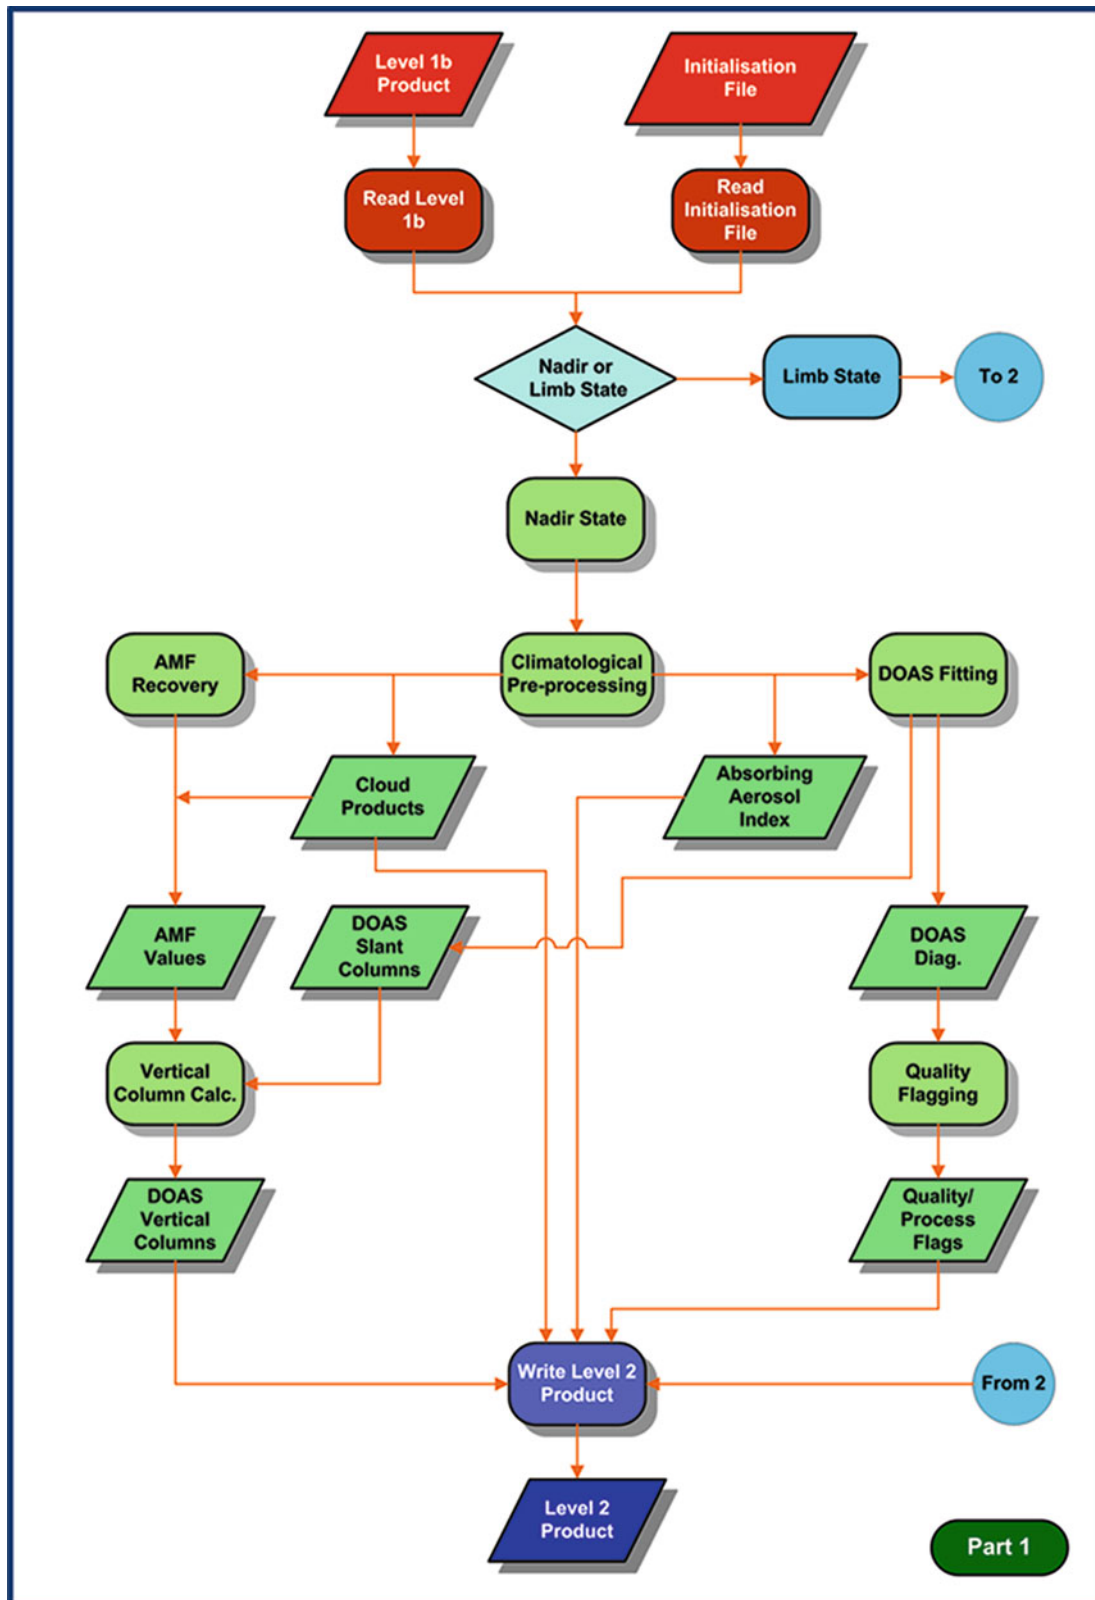 Level 1b
Product
Initialisation
File
Read Level
1b
Read
Initialisation
File
Nadir or
Limb State
Limb State
To 2
Nadir State
AMF
Recovery
Climatological
Pre-processing
DOAS Fitting
Cloud
Products
Absorbing
Aerosol
Index
AMF
Values
DOAS
Slant
Columns
DOAS
Diag.
Vertical
Column Calc.
Quality
Flagging
DOAS
Vertical
Columns
Quality/
Process
Flags
Write Level 2
Product
From 2
Level 2
Product
Part 1